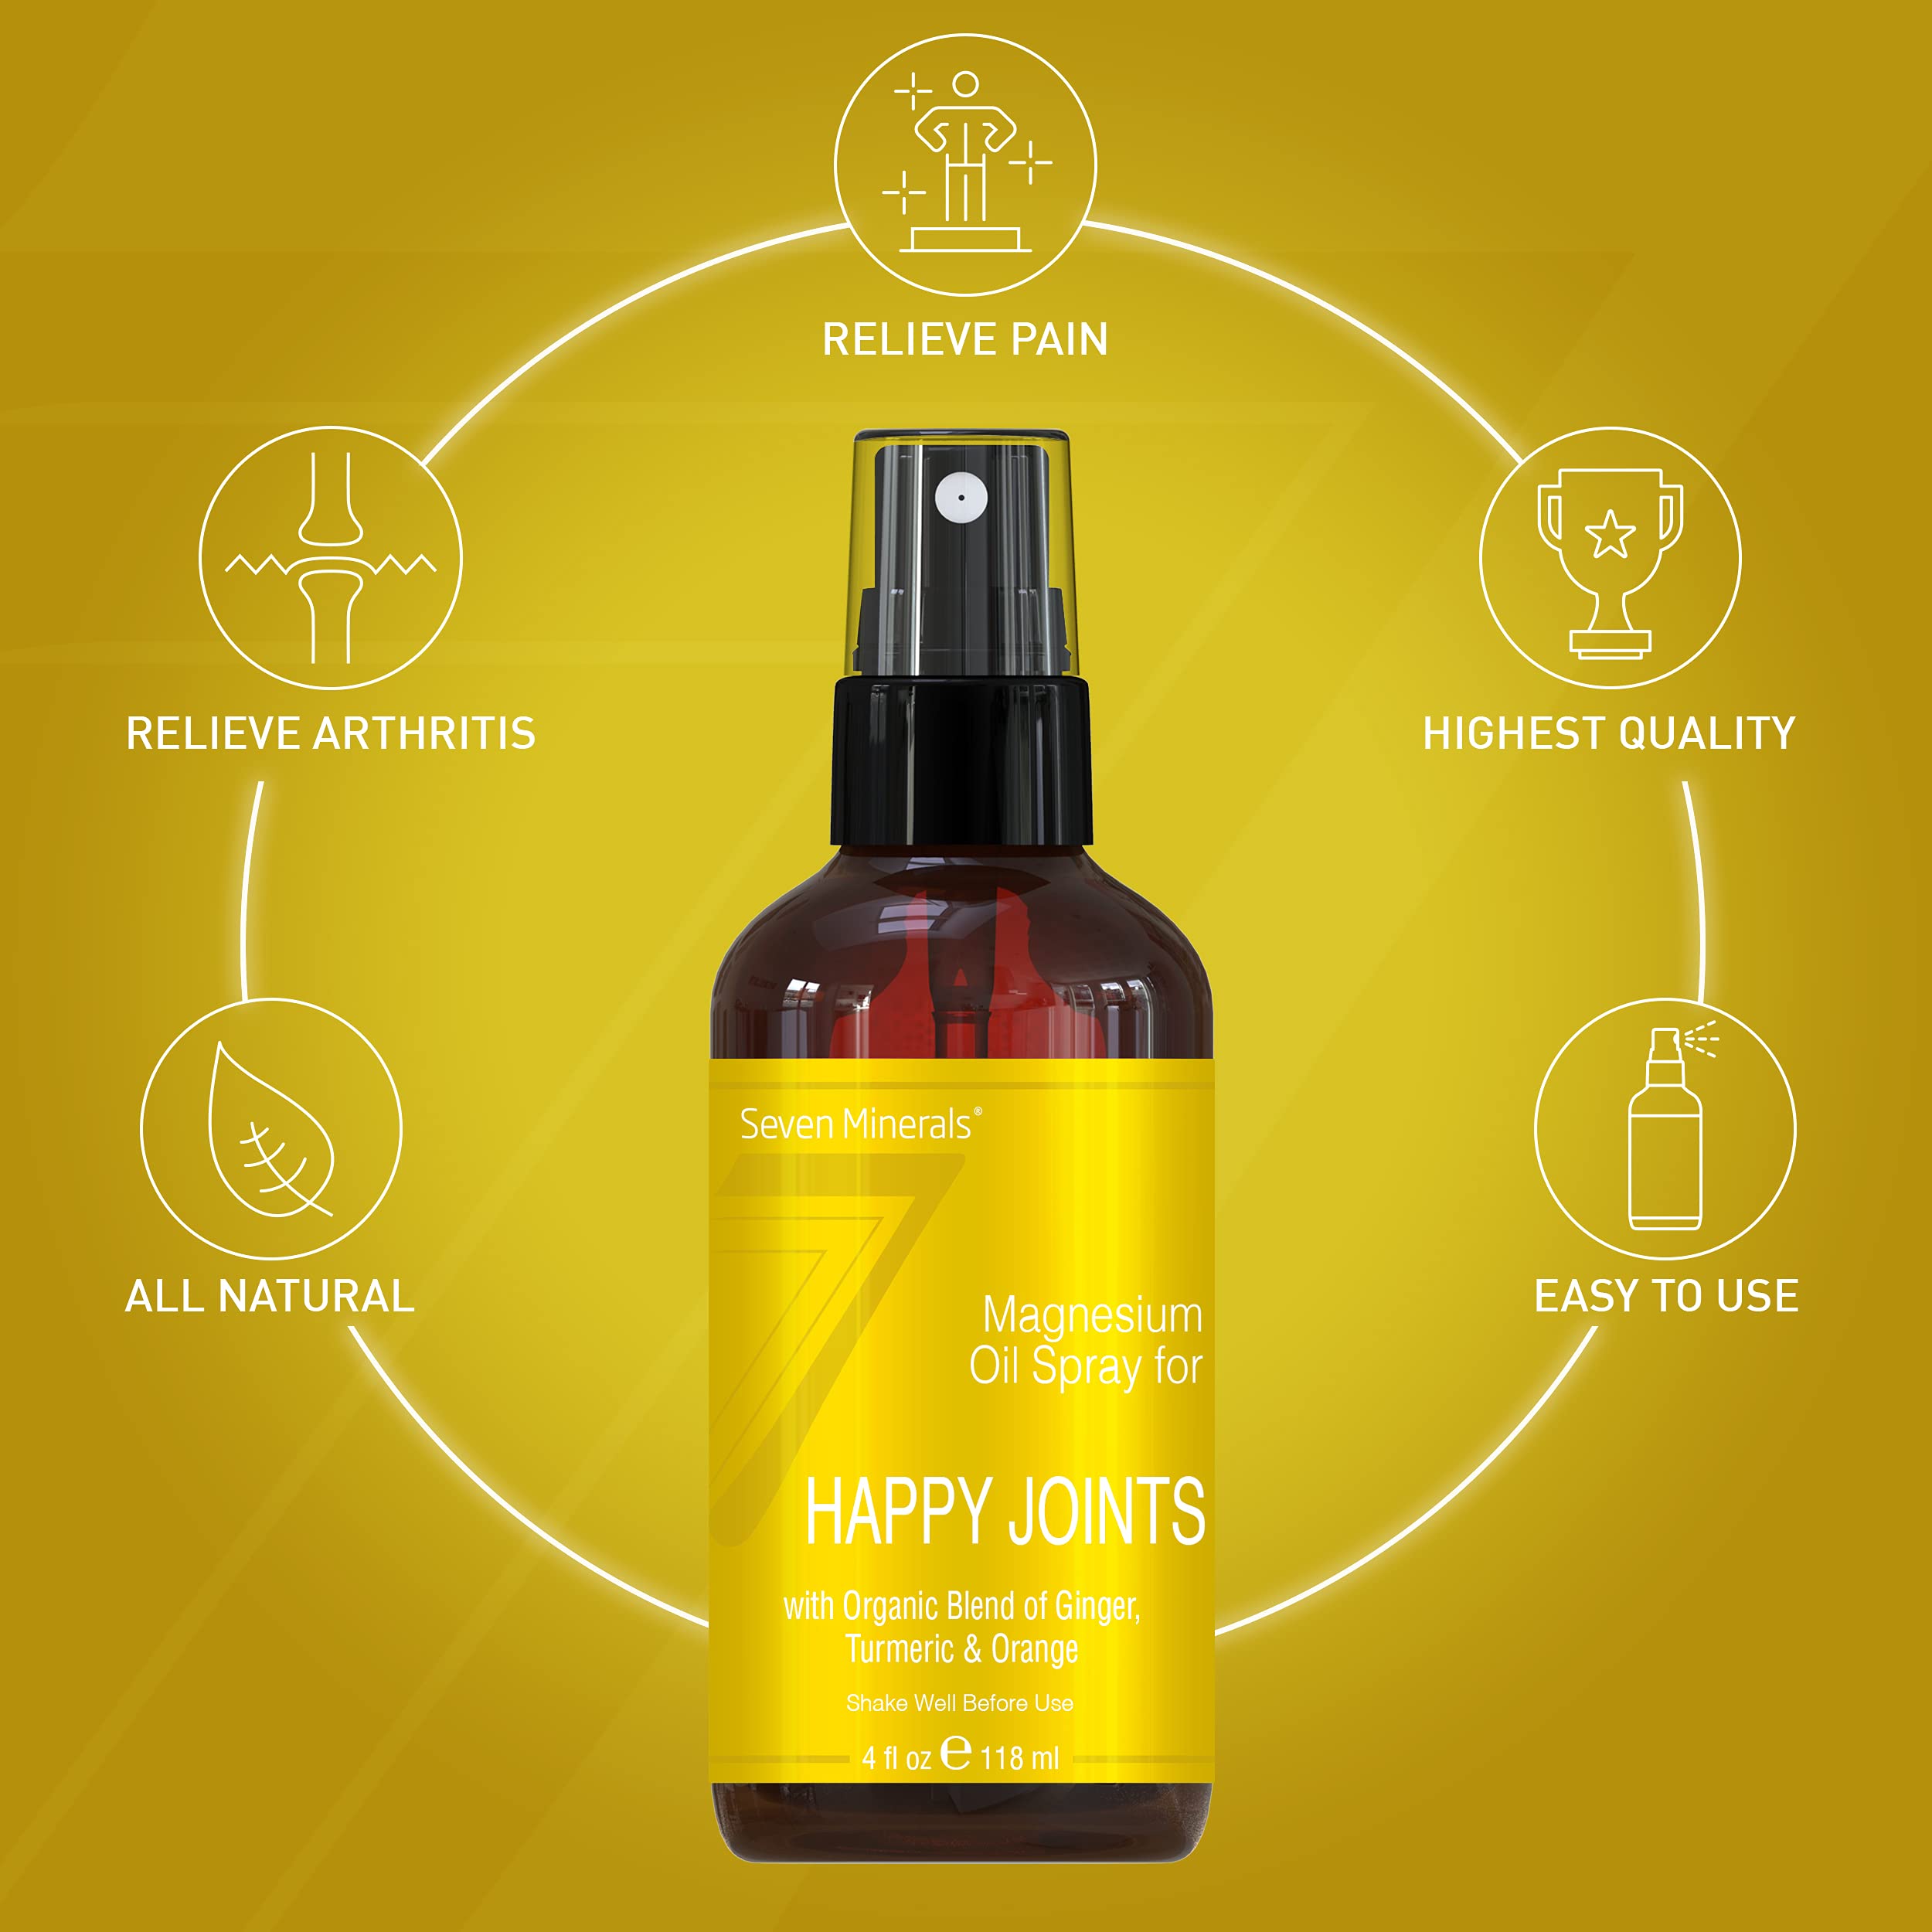 RELIEVE PAIN
RELIEVE ARTHRITIS
HIGHEST QUALITY
ALL NATURAL
EASY TO USE
Seven Minerals®
Magnesium
Oil Spray for
HAPPY JOINTS
with Organic Blend of Ginger,
Turmeric & Orange
Shake Well Before Use
4 fl oz ℮ 118 ml